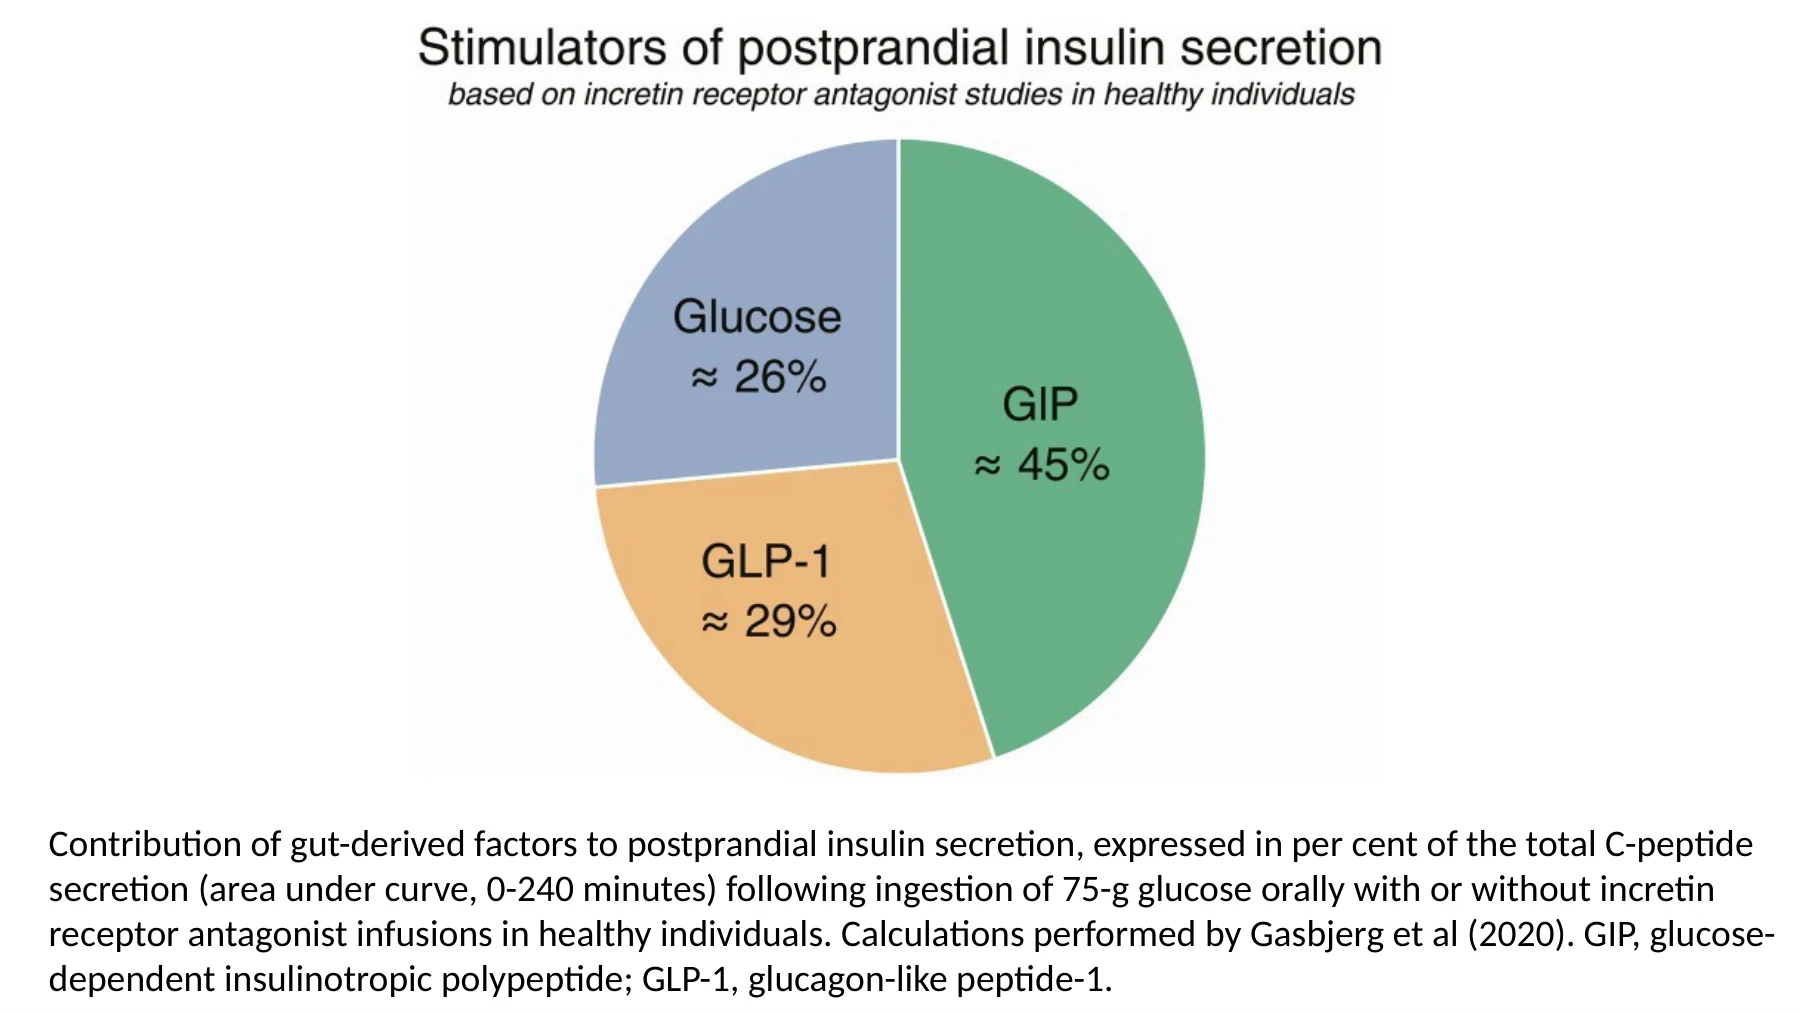 Stimulators of postprandial insulin secretion
based on incretin receptor antagonist studies in healthy individuals
Glucose
≈ 26%
GIP
≈ 45%
GLP-1
≈ 29%
Contribution of gut-derived factors to postprandial insulin secretion, expressed in per cent of the total C-peptide
secretion (area under curve, 0-240 minutes) following ingestion of 75-g glucose orally with or without incretin
receptor antagonist infusions in healthy individuals. Calculations performed by Gasbjerg et al (2020). GIP, glucose-
dependent insulinotropic polypeptide; GLP-1, glucagon-like peptide-1.